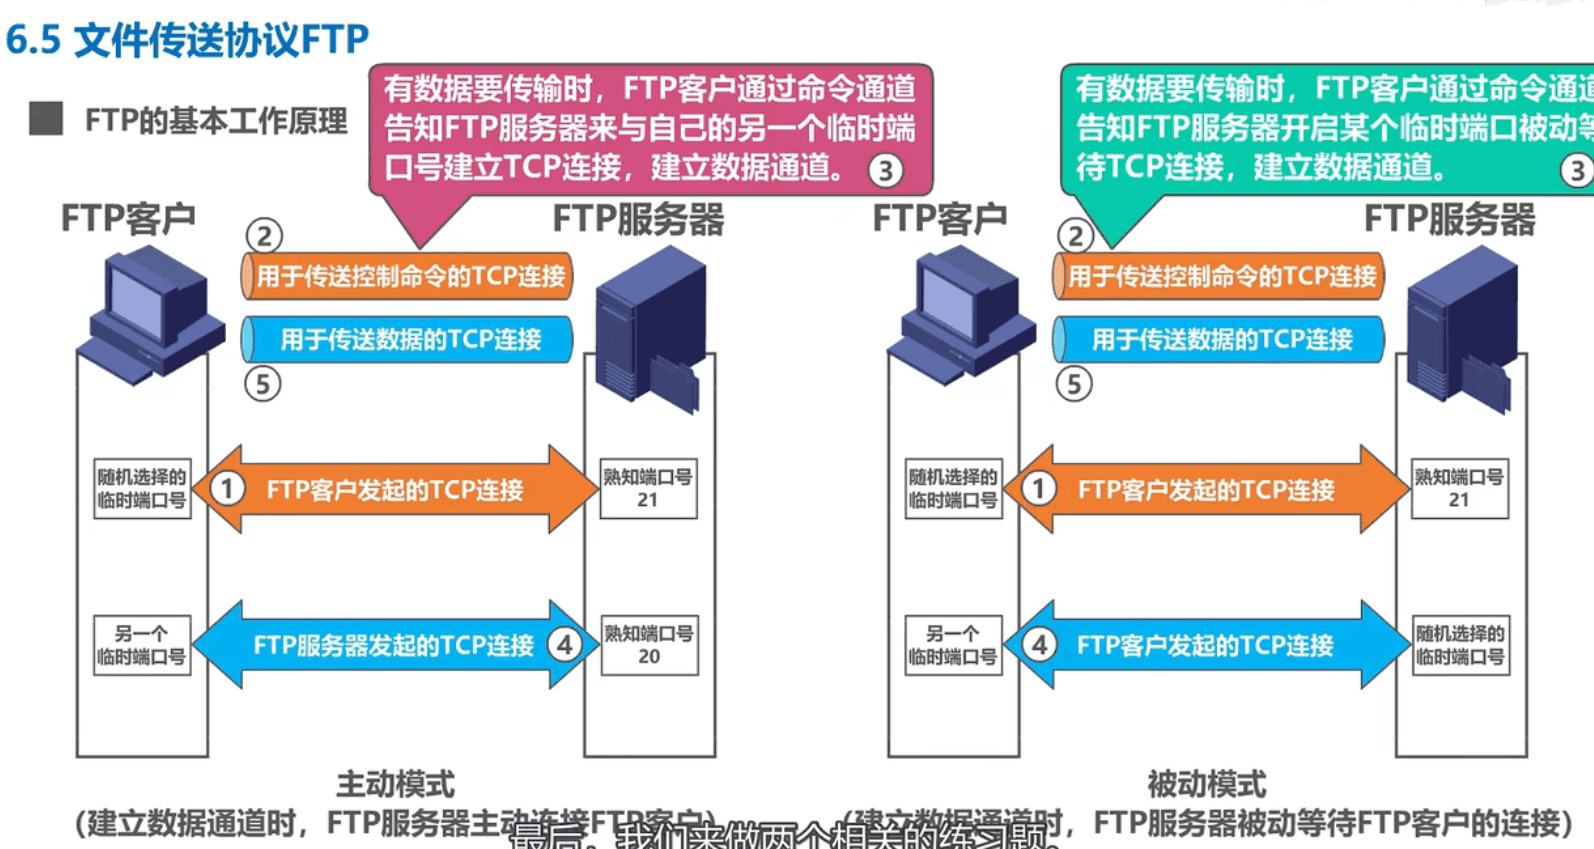 6.5 文件传送协议FTP
FTP的基本工作原理
有数据要传输时，FTP客户通过命令通道
告知FTP服务器来与自己的另一个临时端
口号建立TCP连接，建立数据通道。 ③
FTP客户
FTP服务器
②
用于传送控制命令的TCP连接
用于传送数据的TCP连接
⑤
随机选择的
临时端口号
① FTP客户发起的TCP连接
熟知端口号
21
另一个
临时端口号
FTP服务器发起的TCP连接 ④
熟知端口号
20
主动模式
(建立数据通道时，FTP服务器主动连接FTP客户)
有数据要传输时，FTP客户通过命令通道
告知FTP服务器开启某个临时端口被动等
待TCP连接，建立数据通道。 ③
FTP客户
FTP服务器
②
用于传送控制命令的TCP连接
用于传送数据的TCP连接
⑤
随机选择的
临时端口号
① FTP客户发起的TCP连接
熟知端口号
21
另一个
临时端口号
④ FTP客户发起的TCP连接
随机选择的
临时端口号
被动模式
(建立数据通道时，FTP服务器被动等待FTP客户的连接)
最后，我们来做两个相关的练习题。